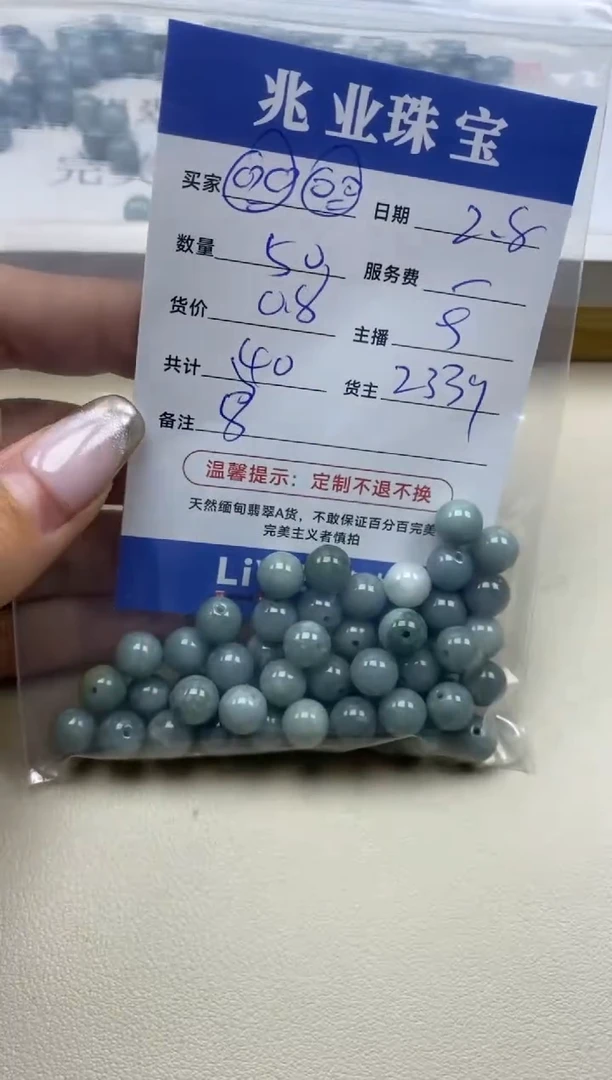 兆业珠宝
买家 日期 2.8
数量 50 服务费 -
货价 0.8 主播 9
共计 40 货主 2339
备注 8
温馨提示：定制不退不换
天然缅甸翡翠A货，不敢保证百分百完美
完美主义者慎拍
Li